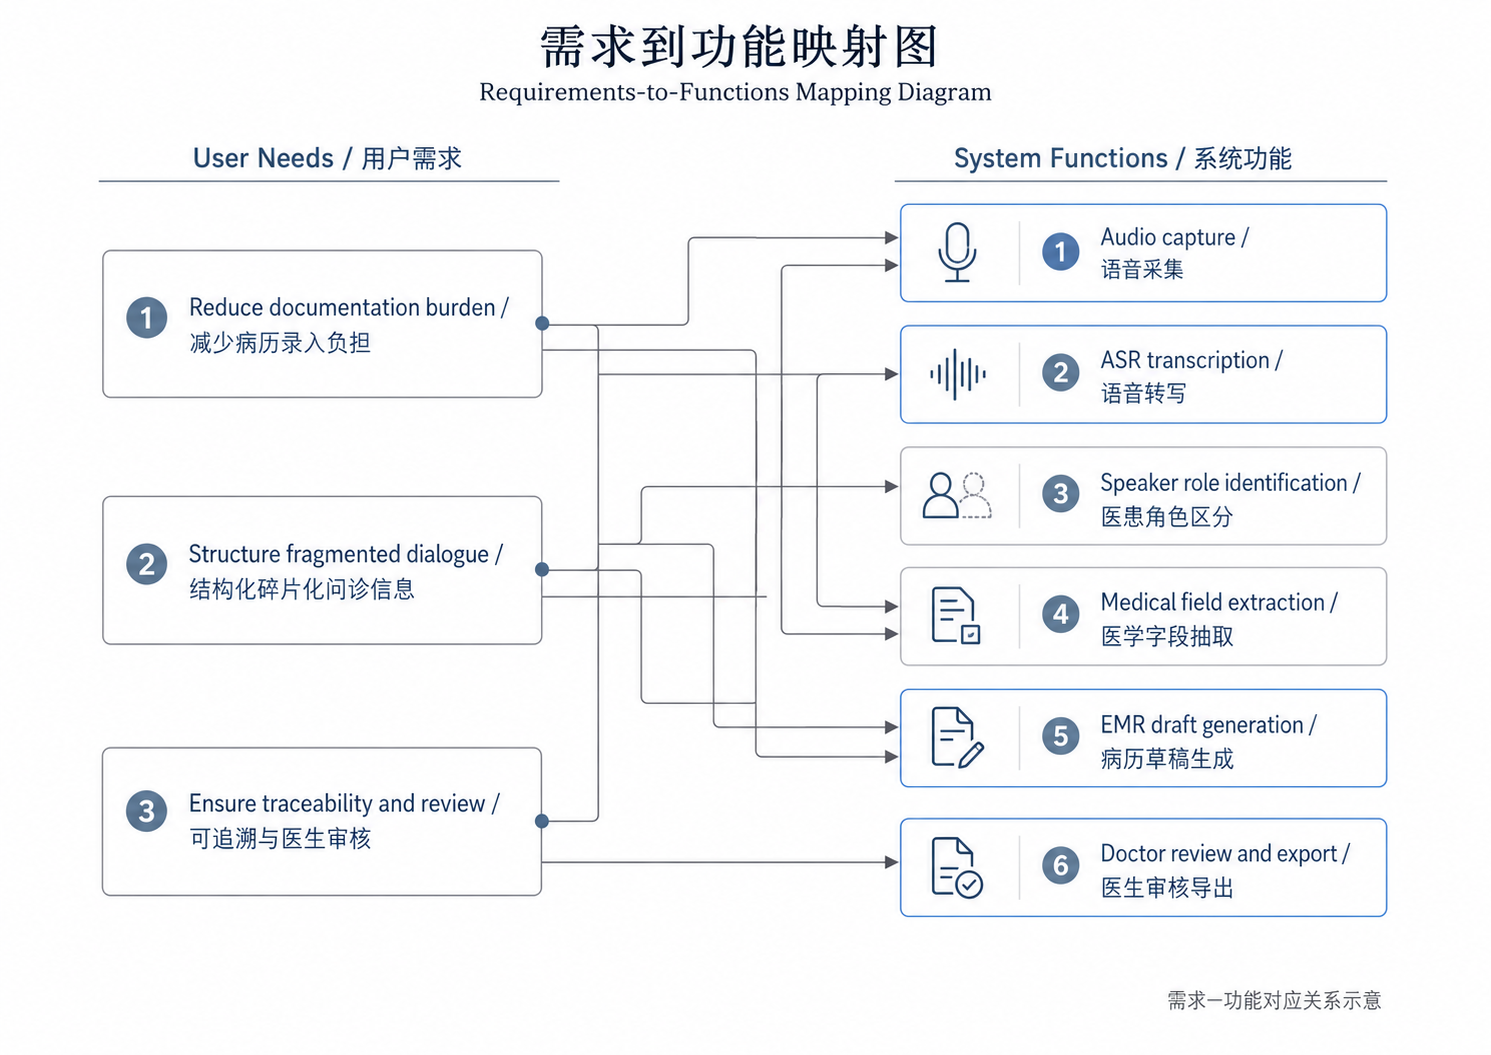 需求到功能映射图
Requirements-to-Functions Mapping Diagram
User Needs / 用户需求
1
Reduce documentation burden /
减少病历录入负担
2
Structure fragmented dialogue /
结构化碎片化问诊信息
3
Ensure traceability and review /
可追溯与医生审核
System Functions / 系统功能
1
Audio capture /
语音采集
2
ASR transcription /
语音转写
3
Speaker role identification /
医患角色区分
4
Medical field extraction /
医学字段抽取
5
EMR draft generation /
病历草稿生成
6
Doctor review and export /
医生审核导出
需求—功能对应关系示意